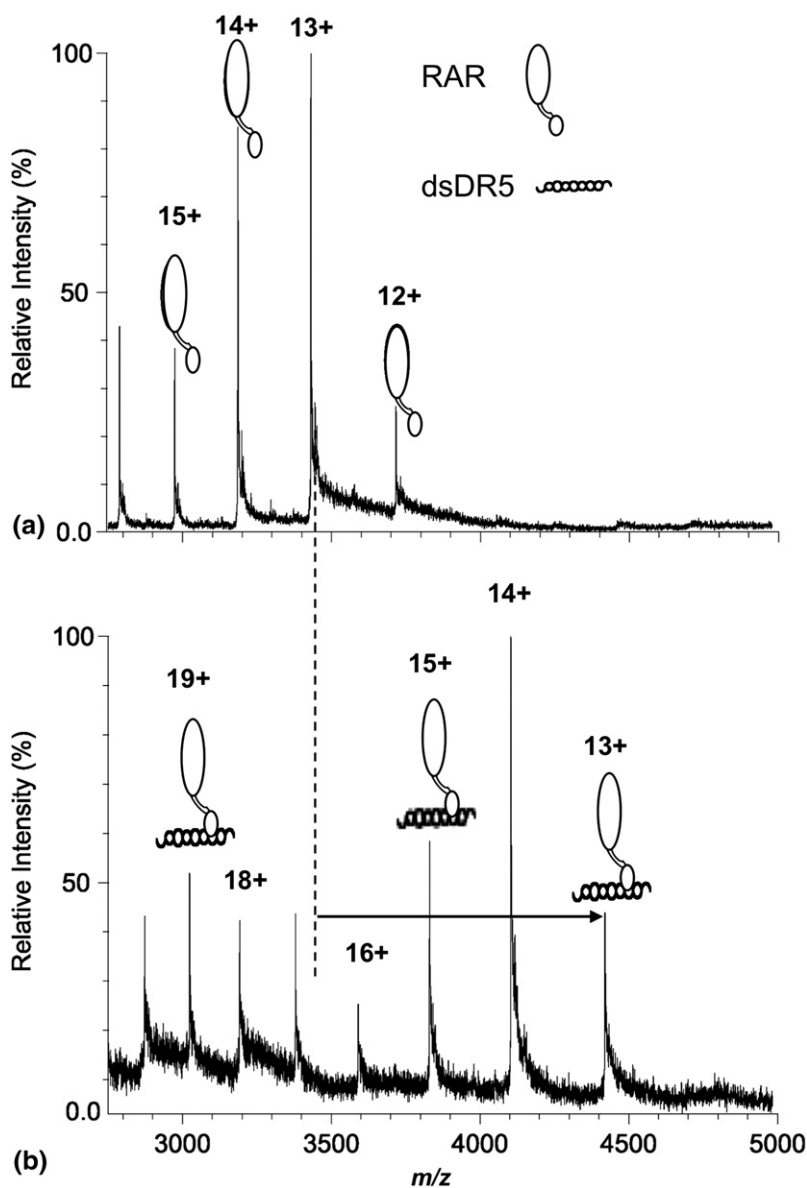 14+ 13+
100
RAR
dsDR5
15+
50
12+
Relative Intensity (%)
(a) 0.0
14+
100
19+
15+
13+
18+
50
16+
Relative Intensity (%)
0.0
3000 3500 4000 4500 5000
(b) m/z